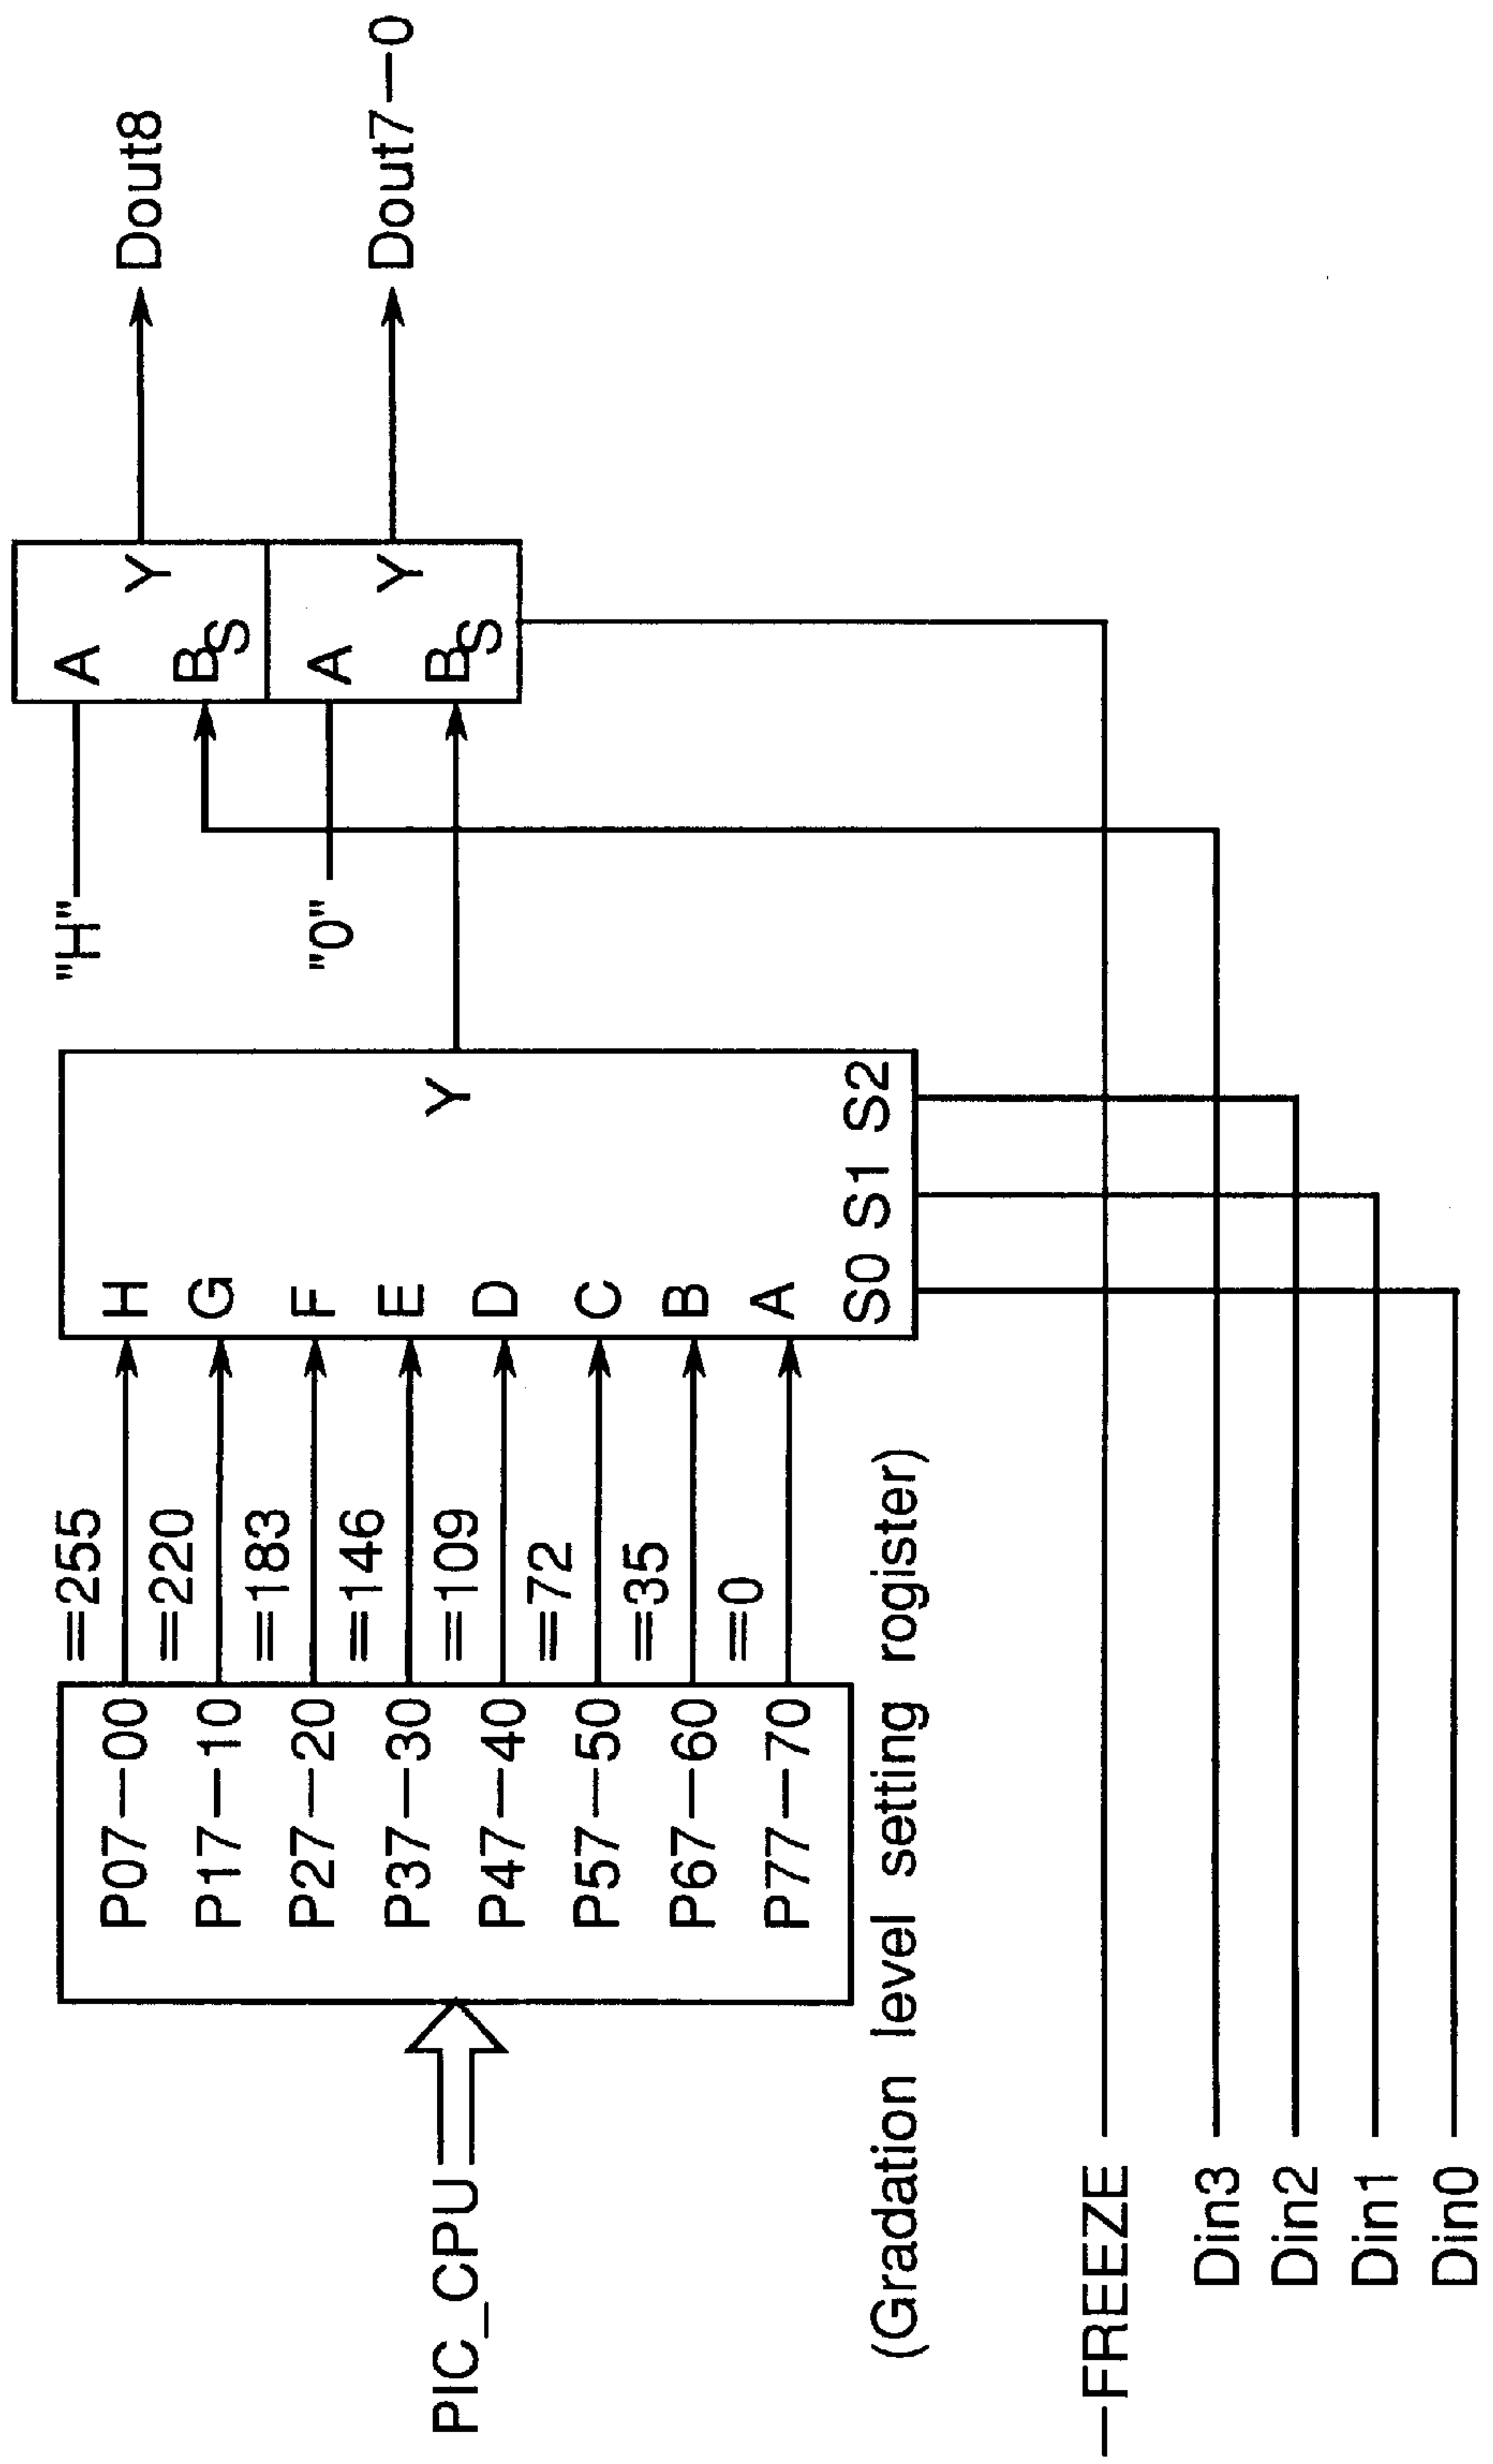 PIC_CPU
P07—00
P17—10
P27—20
P37—30
P47—40
P57—50
P67—60
P77—70
=255
=220
=183
=146
=109
=72
=35
=0
H
G
F
E
D
C
B
A
Y
S0 S1 S2
"H"
"0"
A
Y
B
S
A
Y
B
S
Dout8
Dout7—0
(Gradation level setting rogister)
—FREEZE
Din3
Din2
Din1
Din0